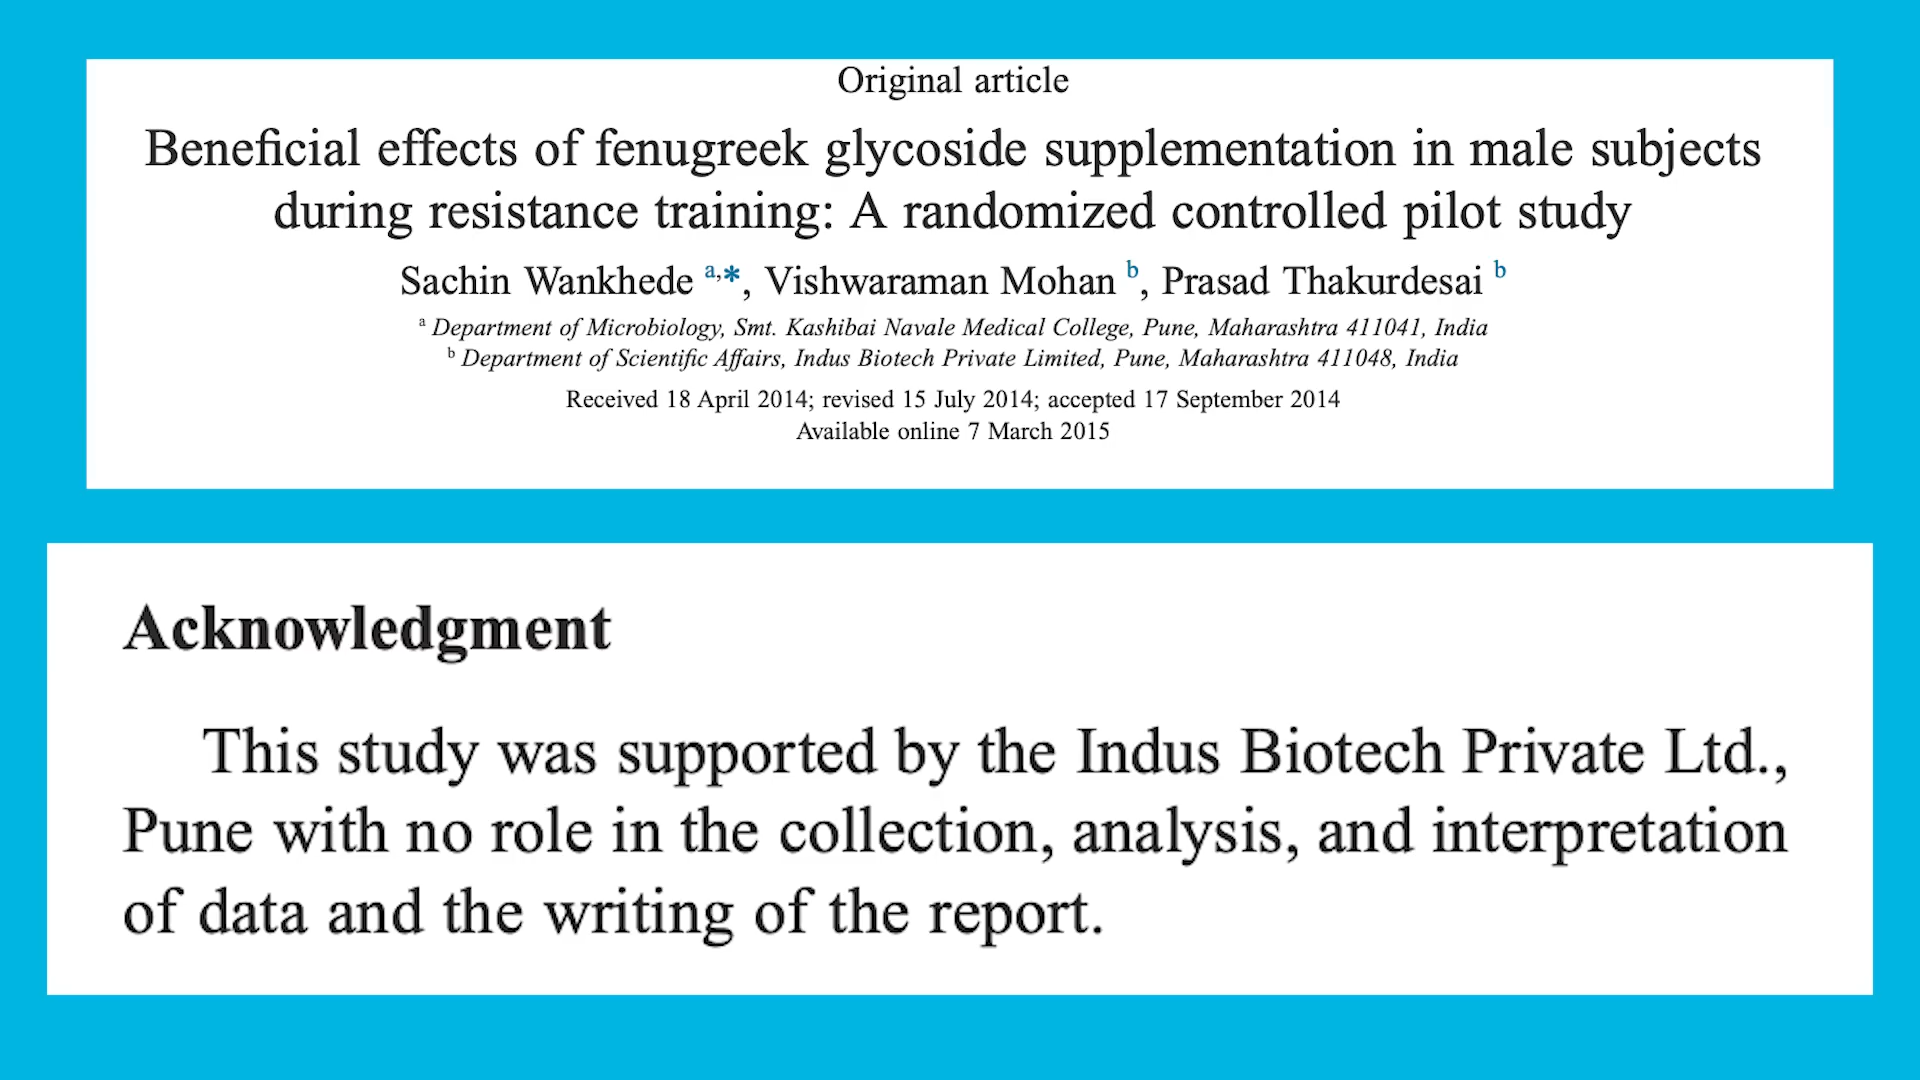 Original article
Beneficial effects of fenugreek glycoside supplementation in male subjects
during resistance training: A randomized controlled pilot study
Sachin Wankhede a,*, Vishwaraman Mohan b, Prasad Thakurdesai b
a Department of Microbiology, Smt. Kashibai Navale Medical College, Pune, Maharashtra 411041, India
b Department of Scientific Affairs, Indus Biotech Private Limited, Pune, Maharashtra 411048, India
Received 18 April 2014; revised 15 July 2014; accepted 17 September 2014
Available online 7 March 2015
Acknowledgment
This study was supported by the Indus Biotech Private Ltd.,
Pune with no role in the collection, analysis, and interpretation
of data and the writing of the report.